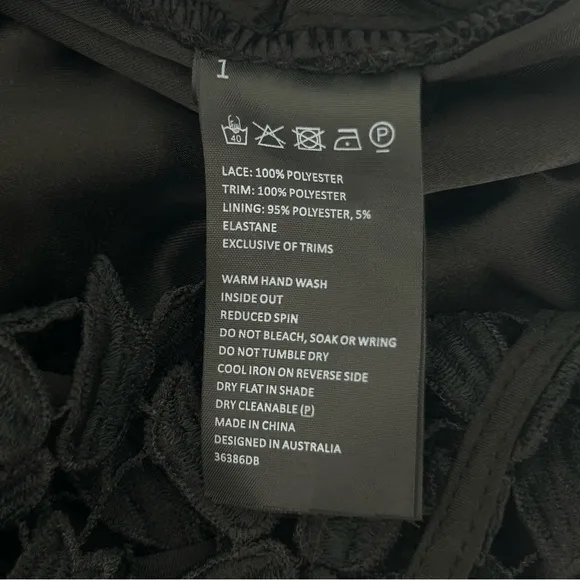 1
40
P
LACE: 100% POLYESTER
TRIM: 100% POLYESTER
LINING: 95% POLYESTER, 5%
ELASTANE
EXCLUSIVE OF TRIMS
WARM HAND WASH
INSIDE OUT
REDUCED SPIN
DO NOT BLEACH, SOAK OR WRING
DO NOT TUMBLE DRY
COOL IRON ON REVERSE SIDE
DRY FLAT IN SHADE
DRY CLEANABLE (P)
MADE IN CHINA
DESIGNED IN AUSTRALIA
36386DB